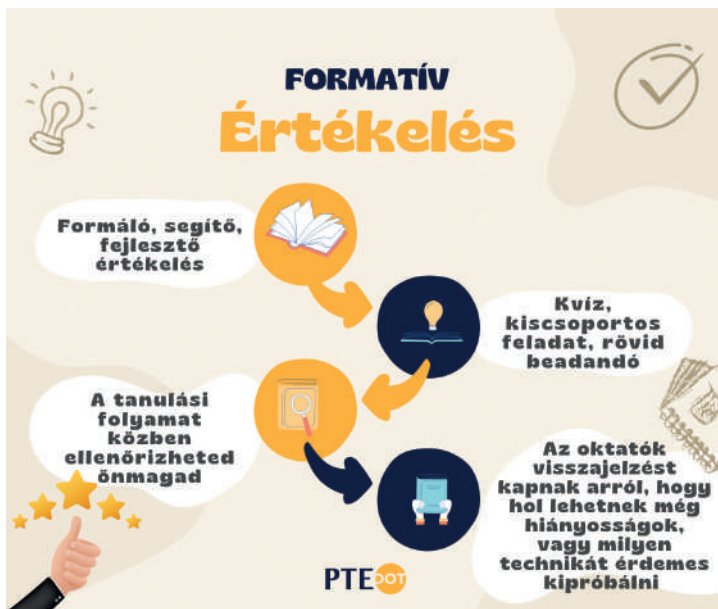 FORMATÍV
Értékelés
Formáló, segítő,
fejlesztő
értékelés
Kvíz,
kiscsoportos
feladat, rövid
beadandó
A tanulási
folyamat
közben
ellenőrizheted
önmagad
Az oktatók
visszajelzést
kapnak arról, hogy
hol lehetnek még
hiányosságok,
vagy milyen
technikát érdemes
kipróbálni
PTE OOT